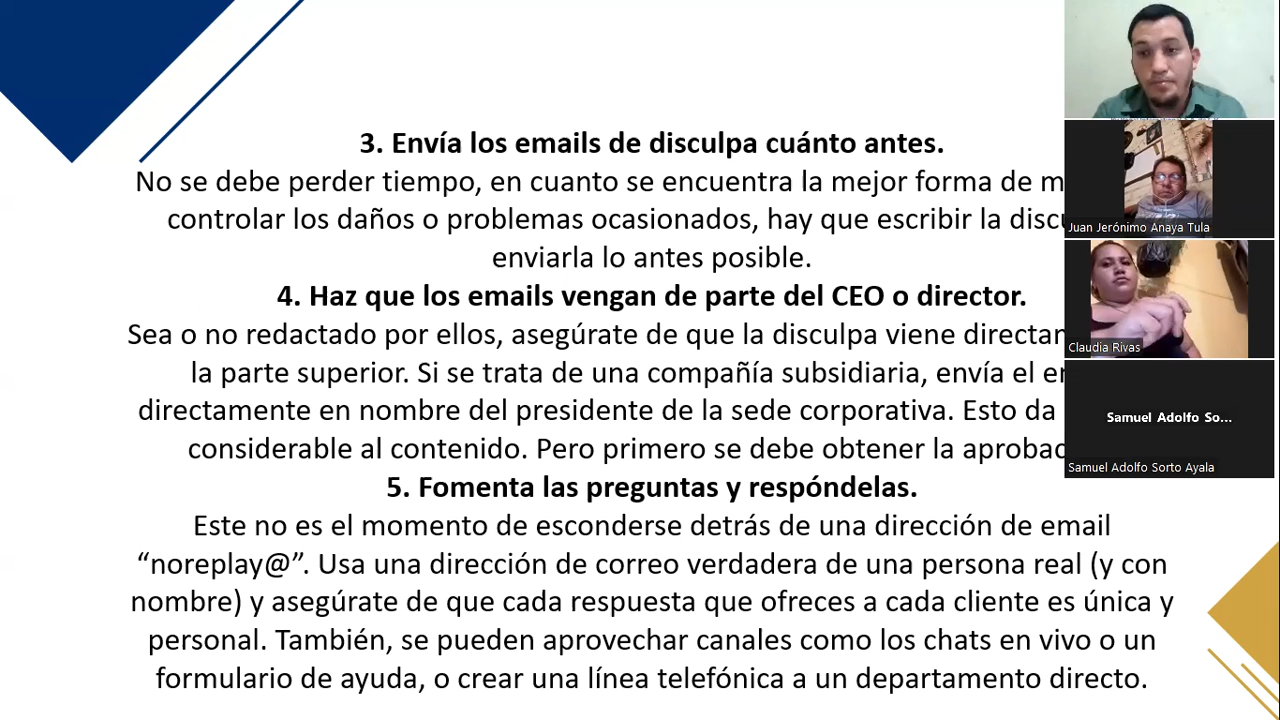 3. Envía los emails de disculpa cuánto antes.
No se debe perder tiempo, en cuanto se encuentra la mejor forma de m
controlar los daños o problemas ocasionados, hay que escribir la discu
enviarla lo antes posible.
4. Haz que los emails vengan de parte del CEO o director.
Sea o no redactado por ellos, asegúrate de que la disculpa viene directam
la parte superior. Si se trata de una compañía subsidiaria, envía el em
directamente en nombre del presidente de la sede corporativa. Esto da
considerable al contenido. Pero primero se debe obtener la aprobac
5. Fomenta las preguntas y respóndelas.
Este no es el momento de esconderse detrás de una dirección de email
“noreplay@”. Usa una dirección de correo verdadera de una persona real (y con
nombre) y asegúrate de que cada respuesta que ofreces a cada cliente es única y
personal. También, se pueden aprovechar canales como los chats en vivo o un
formulario de ayuda, o crear una línea telefónica a un departamento directo.
Juan Jerónimo Anaya Tula
Claudia Rivas
Samuel Adolfo So...
Samuel Adolfo Sorto Ayala